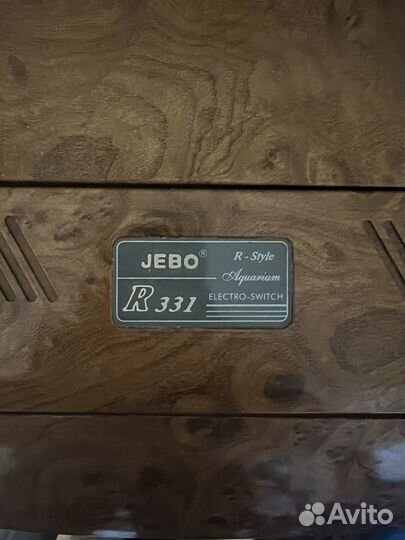 JEBO®
R - Style
Aquarium
R 331
ELECTRO-SWITCH
Avito